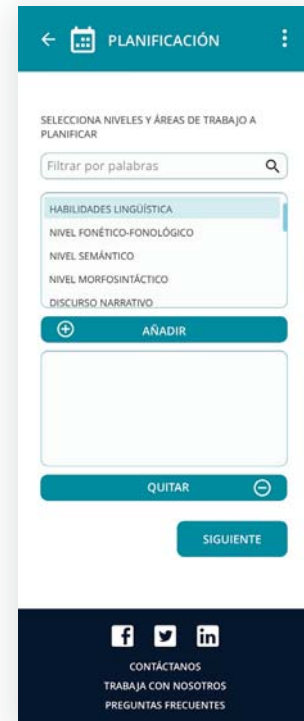 PLANIFICACIÓN
SELECCIONA NIVELES Y ÁREAS DE TRABAJO A
PLANIFICAR
Filtrar por palabras
HABILIDADES LINGÜÍSTICA
NIVEL FONÉTICO-FONOLÓGICO
NIVEL SEMÁNTICO
NIVEL MORFOSINTÁCTICO
DISCURSO NARRATIVO
AÑADIR
QUITAR
SIGUIENTE
CONTÁCTANOS
TRABAJA CON NOSOTROS
PREGUNTAS FRECUENTES